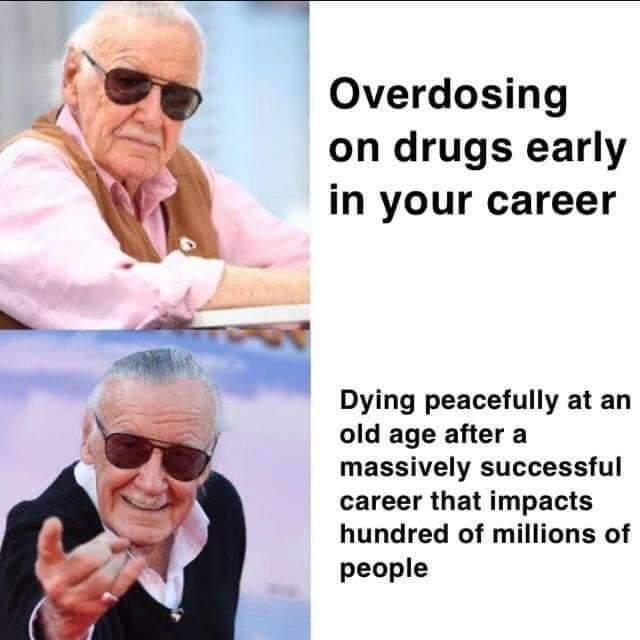 Overdosing
on drugs early
in your career
Dying peacefully at an
old age after a
massively successful
career that impacts
hundred of millions of
people